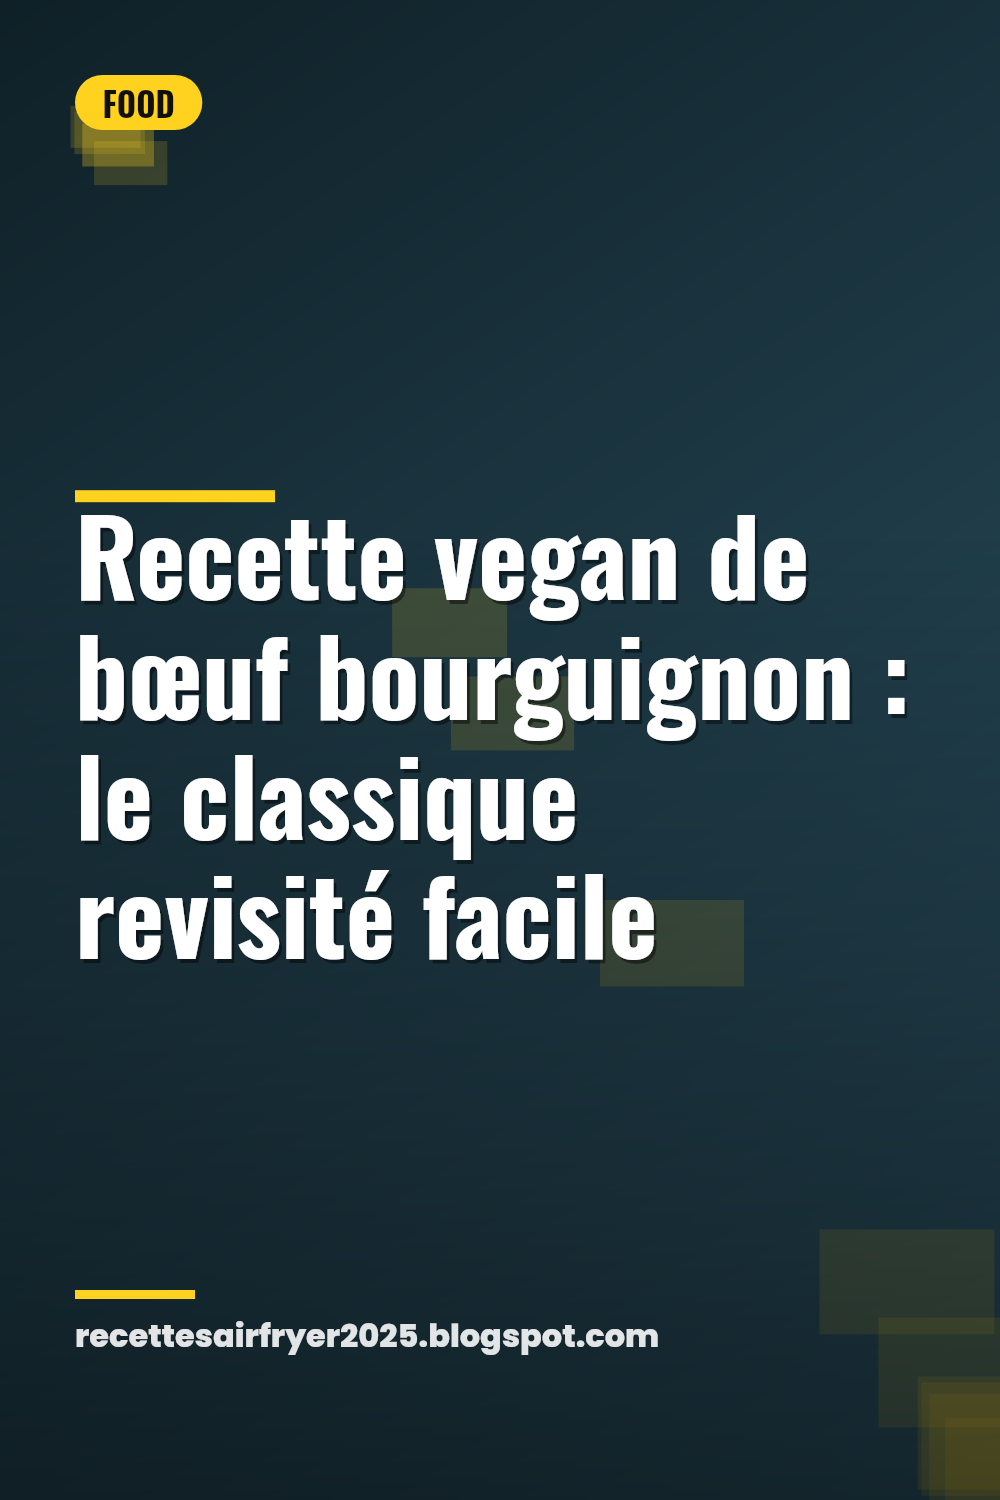 FOOD
Recette vegan de
bœuf bourguignon :
le classique
revisité facile
recettesairfryer2025.blogspot.com